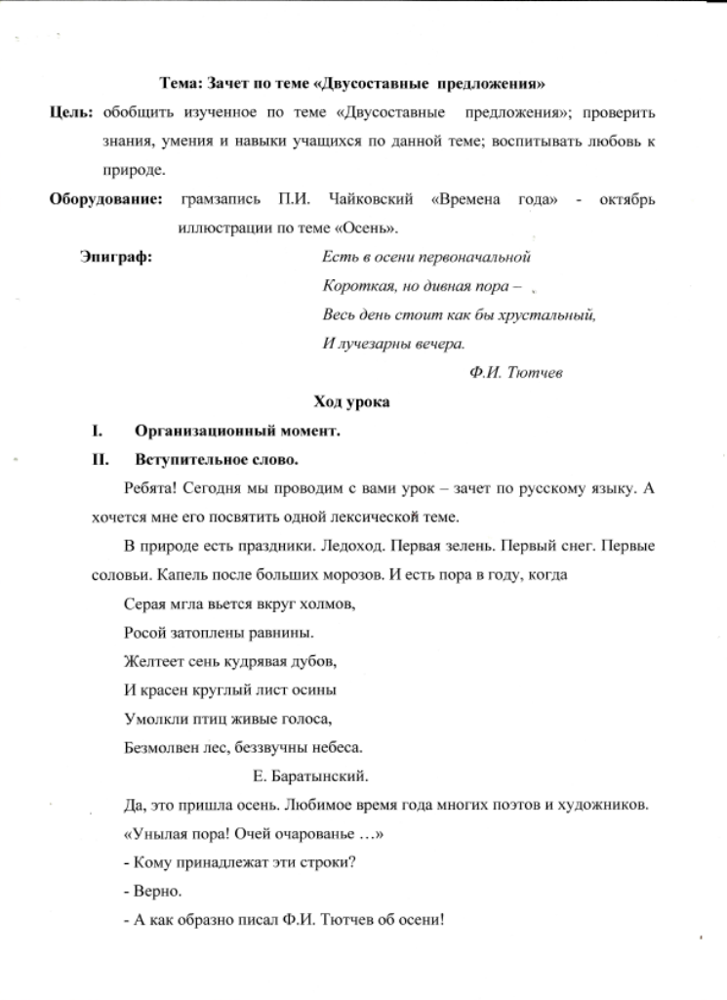 Тема: Зачет по теме «Двусоставные предложения»
Цель: обобщить изученное по теме «Двусоставные предложения»; проверить
знания, умения и навыки учащихся по данной теме; воспитывать любовь к
природе.
Оборудование: грамзапись П.И. Чайковский «Времена года» - октябрь
иллюстрации по теме «Осень».
Эпиграф: Есть в осени первоначальной
Короткая, но дивная пора –
Весь день стоит как бы хрустальный,
И лучезарны вечера.
Ф.И. Тютчев
Ход урока
I. Организационный момент.
II. Вступительное слово.
Ребята! Сегодня мы проводим с вами урок – зачет по русскому языку. А
хочется мне его посвятить одной лексической теме.
В природе есть праздники. Ледоход. Первая зелень. Первый снег. Первые
соловьи. Капель после больших морозов. И есть пора в году, когда
Серая мгла вьется вкруг холмов,
Росой затоплены равнины.
Желтеет сень кудрявая дубов,
И красен круглый лист осины
Умолкли птиц живые голоса,
Безмолвен лес, беззвучны небеса.
Е. Баратынский.
Да, это пришла осень. Любимое время года многих поэтов и художников.
«Унылая пора! Очей очарованье …»
- Кому принадлежат эти строки?
- Верно.
- А как образно писал Ф.И. Тютчев об осени!